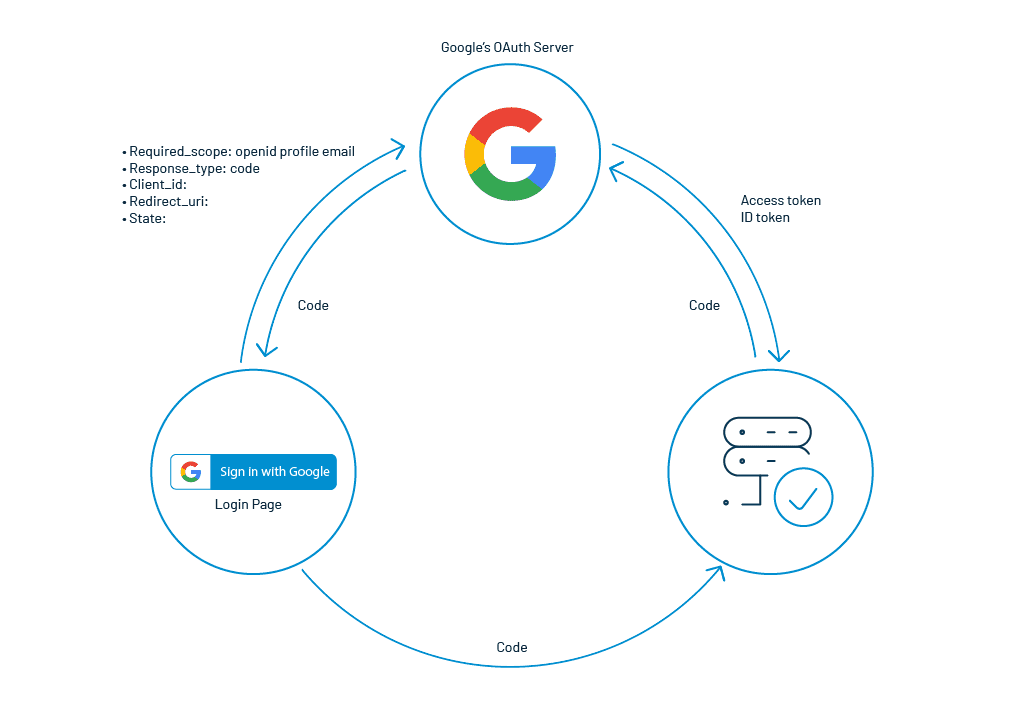 Google's OAuth Server
• Required_scope: openid profile email
• Response_type: code
• Client_id:
• Redirect_uri:
• State:
Access token
ID token
Code
Code
Sign in with Google
Login Page
Code